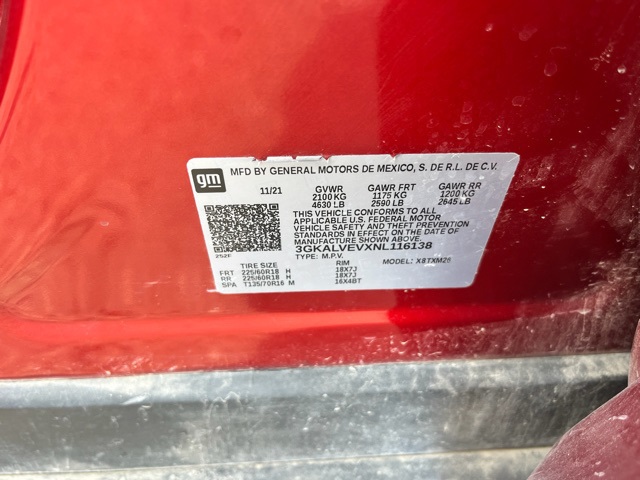 gm MFD BY GENERAL MOTORS DE MEXICO, S. DE R.L. DE C.V.
11/21 GVWR GAWR FRT GAWR RR
2100 KG 1175 KG 1200 KG
4630 LB 2590 LB 2645 LB
THIS VEHICLE CONFORMS TO ALL
APPLICABLE U.S. FEDERAL MOTOR
VEHICLE SAFETY AND THEFT PREVENTION
STANDARDS IN EFFECT ON THE DATE OF
MANUFACTURE SHOWN ABOVE.
3GKALVEVXNL116138
2S2F TYPE: M.P.V. MODEL: X8TXM26
TIRE SIZE RIM
FRT 225/60R18 H 18X7J
RR 225/60R18 H 18X7J
SPA T135/70R16 M 16X4BT